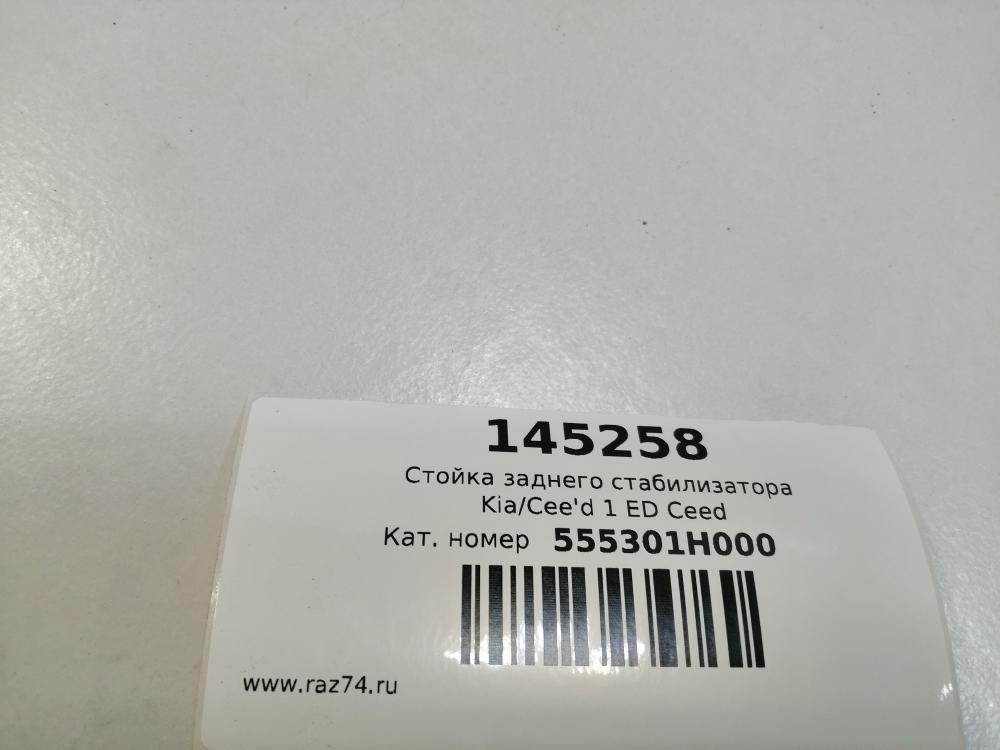 145258
Стойка заднего стабилизатора
Kia/Cee'd 1 ED Ceed
Кат. номер 555301H000
www.raz74.ru